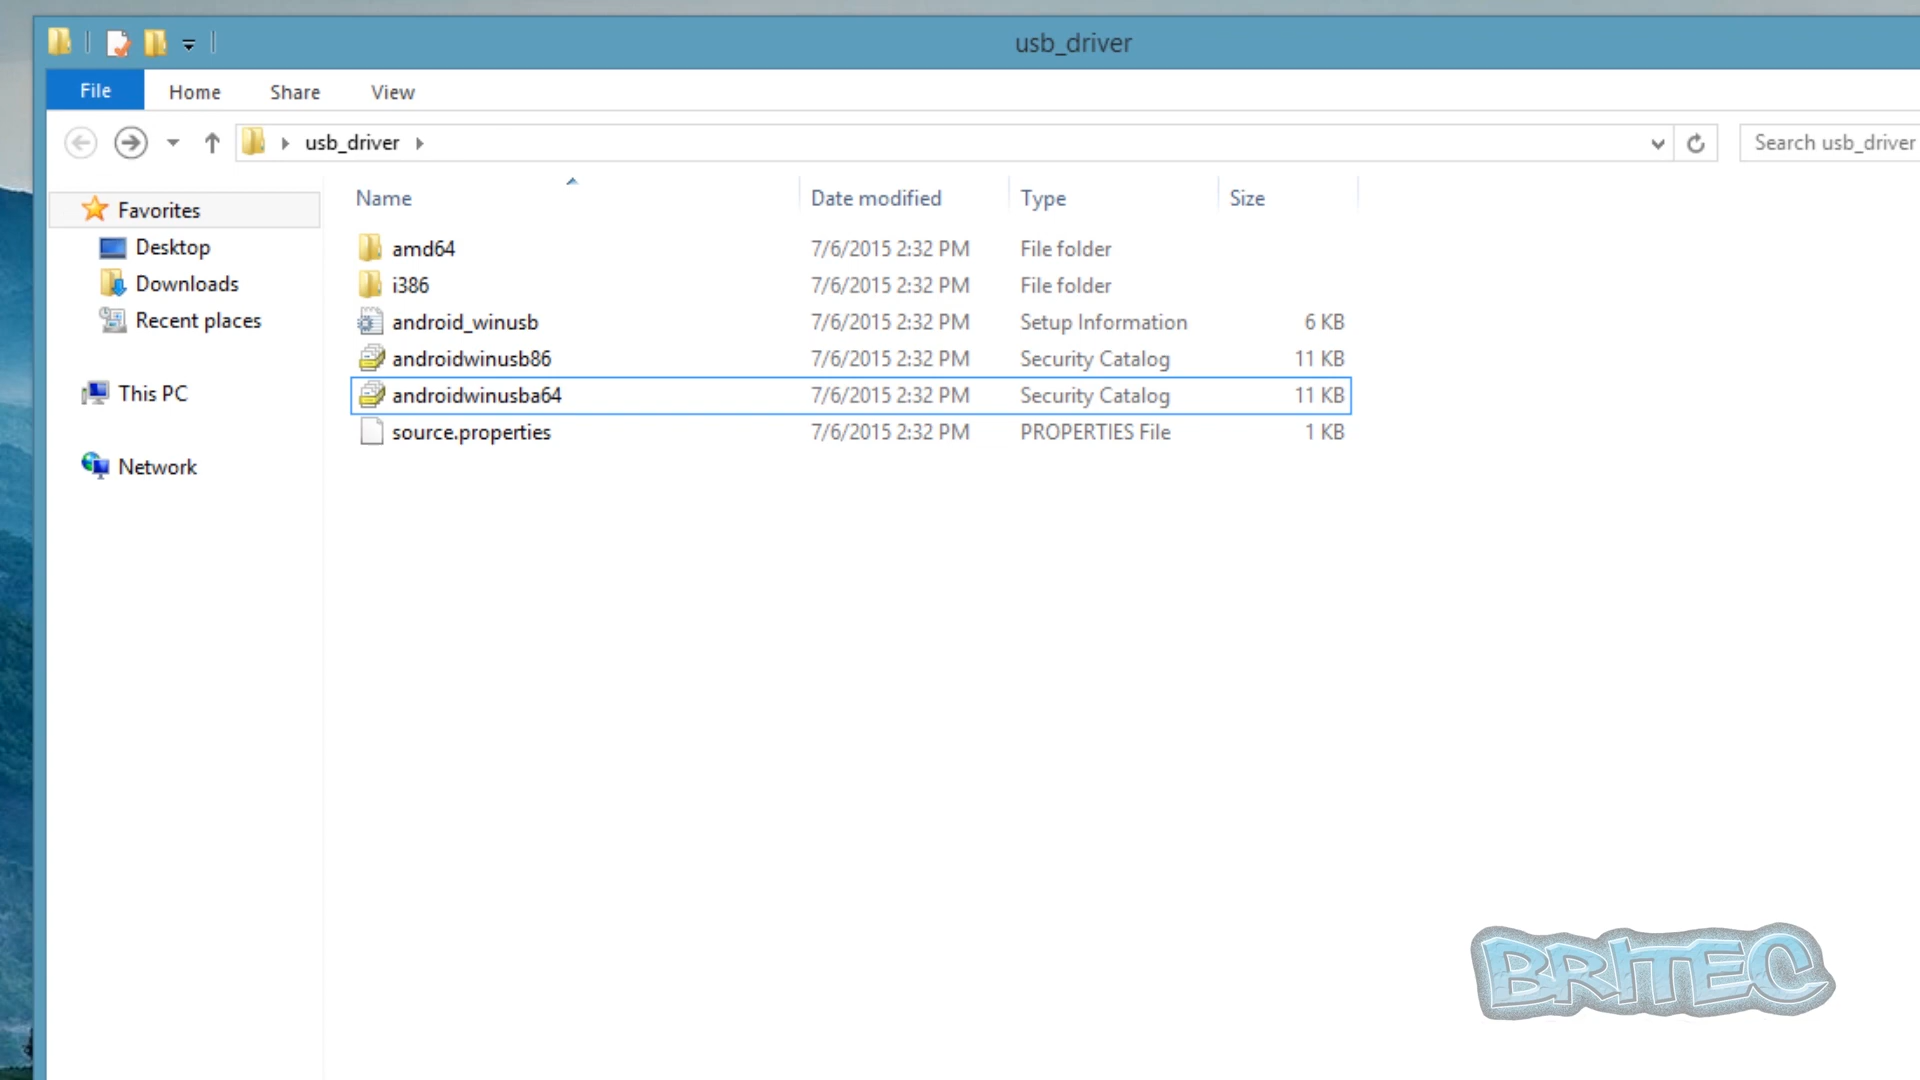 usb_driver
File Home Share View
usb_driver Search usb_driver
Name Date modified Type Size
Favorites
Desktop
Downloads
Recent places
This PC
Network
amd64 7/6/2015 2:32 PM File folder
i386 7/6/2015 2:32 PM File folder
android_winusb 7/6/2015 2:32 PM Setup Information 6 KB
androidwinusb86 7/6/2015 2:32 PM Security Catalog 11 KB
androidwinusba64 7/6/2015 2:32 PM Security Catalog 11 KB
source.properties 7/6/2015 2:32 PM PROPERTIES File 1 KB
BRITEC